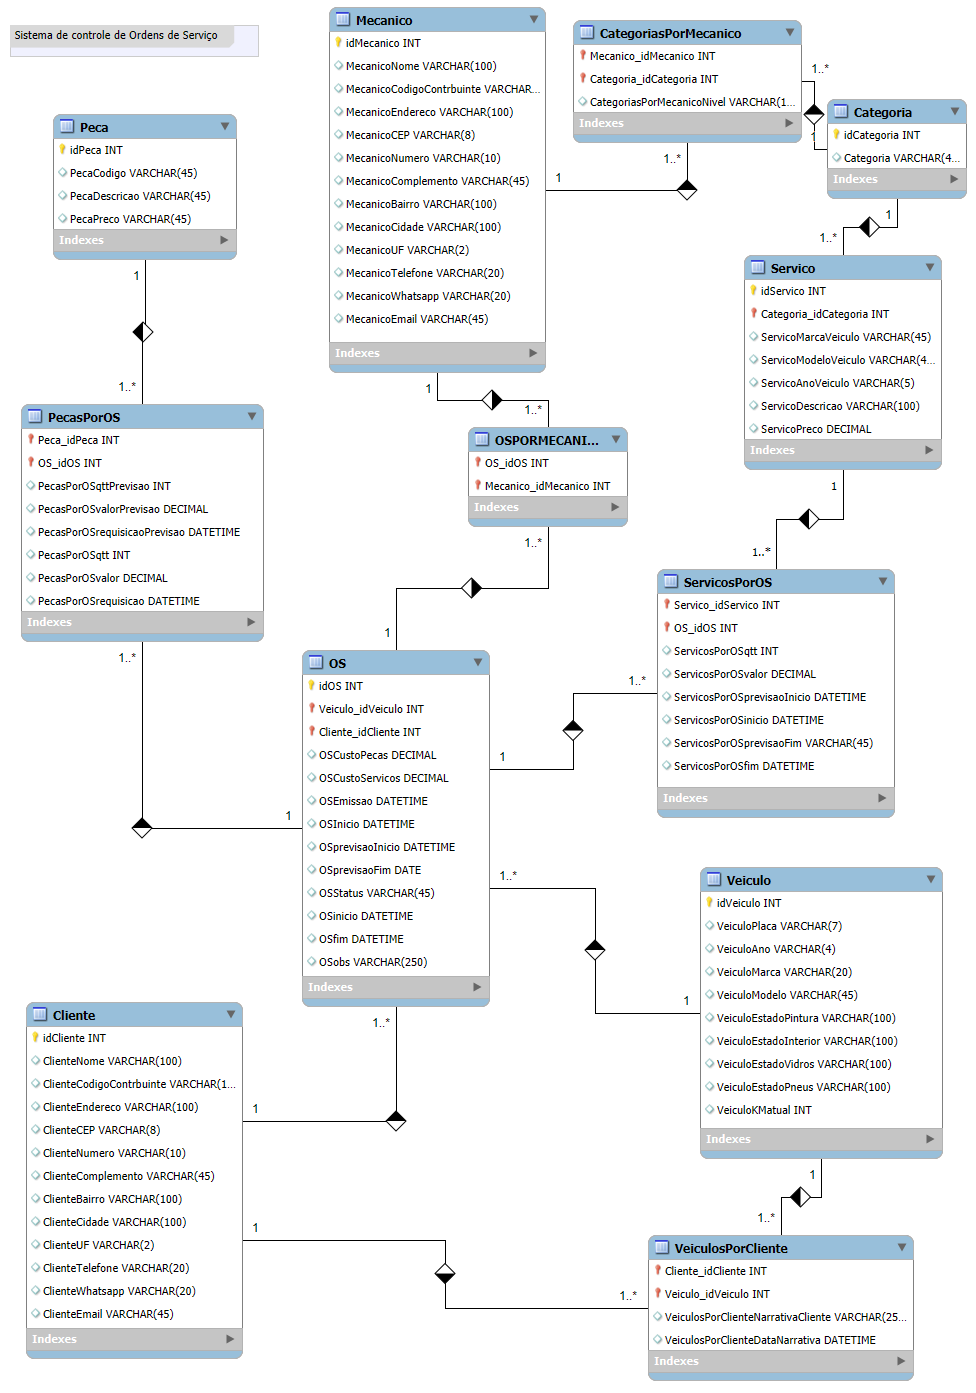 Sistema de controle de Ordens de Serviço
Mecanico
idMecanico INT
MecanicoNome VARCHAR(100)
MecanicoCodigoContrbuinte VARCHAR...
MecanicoEndereco VARCHAR(100)
MecanicoCEP VARCHAR(8)
MecanicoNumero VARCHAR(10)
MecanicoComplemento VARCHAR(45)
MecanicoBairro VARCHAR(100)
MecanicoCidade VARCHAR(100)
MecanicoUF VARCHAR(2)
MecanicoTelefone VARCHAR(20)
MecanicoWhatsapp VARCHAR(20)
MecanicoEmail VARCHAR(45)
Indexes
CategoriasPorMecanico
Mecanico_idMecanico INT
Categoria_idCategoria INT
CategoriasPorMecanicoNivel VARCHAR(1...
Indexes
1..*
1
Categoria
idCategoria INT
Categoria VARCHAR(4...
Indexes
1..*
1
Peca
idPeca INT
PecaCodigo VARCHAR(45)
PecaDescricao VARCHAR(45)
PecaPreco VARCHAR(45)
Indexes
1
1..*
1
1..*
Servico
idServico INT
Categoria_idCategoria INT
ServicoMarcaVeiculo VARCHAR(45)
ServicoModeloVeiculo VARCHAR(4...
ServicoAnoVeiculo VARCHAR(5)
ServicoDescricao VARCHAR(100)
ServicoPreco DECIMAL
Indexes
1
1..*
PecasPorOS
Peca_idPeca INT
OS_idOS INT
PecasPorOSqttPrevisao INT
PecasPorOSvalorPrevisao DECIMAL
PecasPorOSrequisicaoPrevisao DATETIME
PecasPorOSqtt INT
PecasPorOSvalor DECIMAL
PecasPorOSrequisicao DATETIME
Indexes
1..*
1
1
1..*
OSPORMECANI...
OS_idOS INT
Mecanico_idMecanico INT
Indexes
1..*
1
ServicosPorOS
Servico_idServico INT
OS_idOS INT
ServicosPorOSqtt INT
ServicosPorOSvalor DECIMAL
ServicosPorOSprevisaoInicio DATETIME
ServicosPorOSinicio DATETIME
ServicosPorOSprevisaoFim VARCHAR(45)
ServicosPorOSfim DATETIME
Indexes
1..*
1
OS
idOS INT
Veiculo_idVeiculo INT
Cliente_idCliente INT
OSCustoPecas DECIMAL
OSCustoServicos DECIMAL
OSEmissao DATETIME
OSInicio DATETIME
OSprevisaoInicio DATETIME
OSprevisaoFim DATE
OSStatus VARCHAR(45)
OSinicio DATETIME
OSfim DATETIME
OSobs VARCHAR(250)
Indexes
1..*
1
Veiculo
idVeiculo INT
VeiculoPlaca VARCHAR(7)
VeiculoAno VARCHAR(4)
VeiculoMarca VARCHAR(20)
VeiculoModelo VARCHAR(45)
VeiculoEstadoPintura VARCHAR(100)
VeiculoEstadoInterior VARCHAR(100)
VeiculoEstadoVidros VARCHAR(100)
VeiculoEstadoPneus VARCHAR(100)
VeiculoKMatual INT
Indexes
1..*
1
Cliente
idCliente INT
ClienteNome VARCHAR(100)
ClienteCodigoContrbuinte VARCHAR(1...
ClienteEndereco VARCHAR(100)
ClienteCEP VARCHAR(8)
ClienteNumero VARCHAR(10)
ClienteComplemento VARCHAR(45)
ClienteBairro VARCHAR(100)
ClienteCidade VARCHAR(100)
ClienteUF VARCHAR(2)
ClienteTelefone VARCHAR(20)
ClienteWhatsapp VARCHAR(20)
ClienteEmail VARCHAR(45)
Indexes
1
1..*
1
1..*
VeiculosPorCliente
Cliente_idCliente INT
Veiculo_idVeiculo INT
VeiculosPorClienteNarrativaCliente VARCHAR(25...
VeiculosPorClienteDataNarrativa DATETIME
Indexes